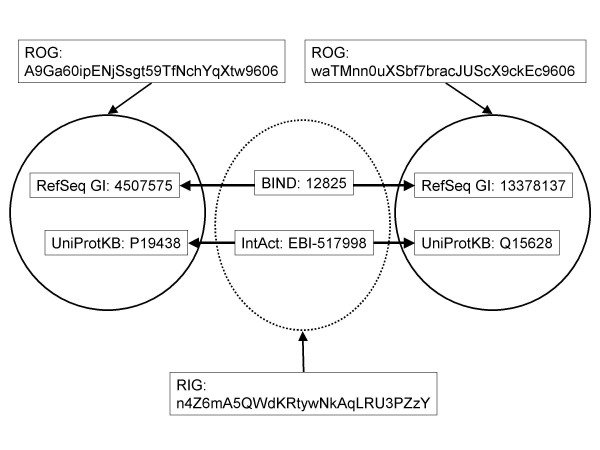 ROG:
A9Ga60ipENjSsgt59TfNchYqXtw9606
ROG:
waTMnn0uXSbf7bracJUScX9ckEc9606
RefSeq GI: 4507575
BIND: 12825
RefSeq GI: 13378137
UniProtKB: P19438
IntAct: EBI-517998
UniProtKB: Q15628
RIG:
n4Z6mA5QWdKRtywNkAqLRU3PZzY